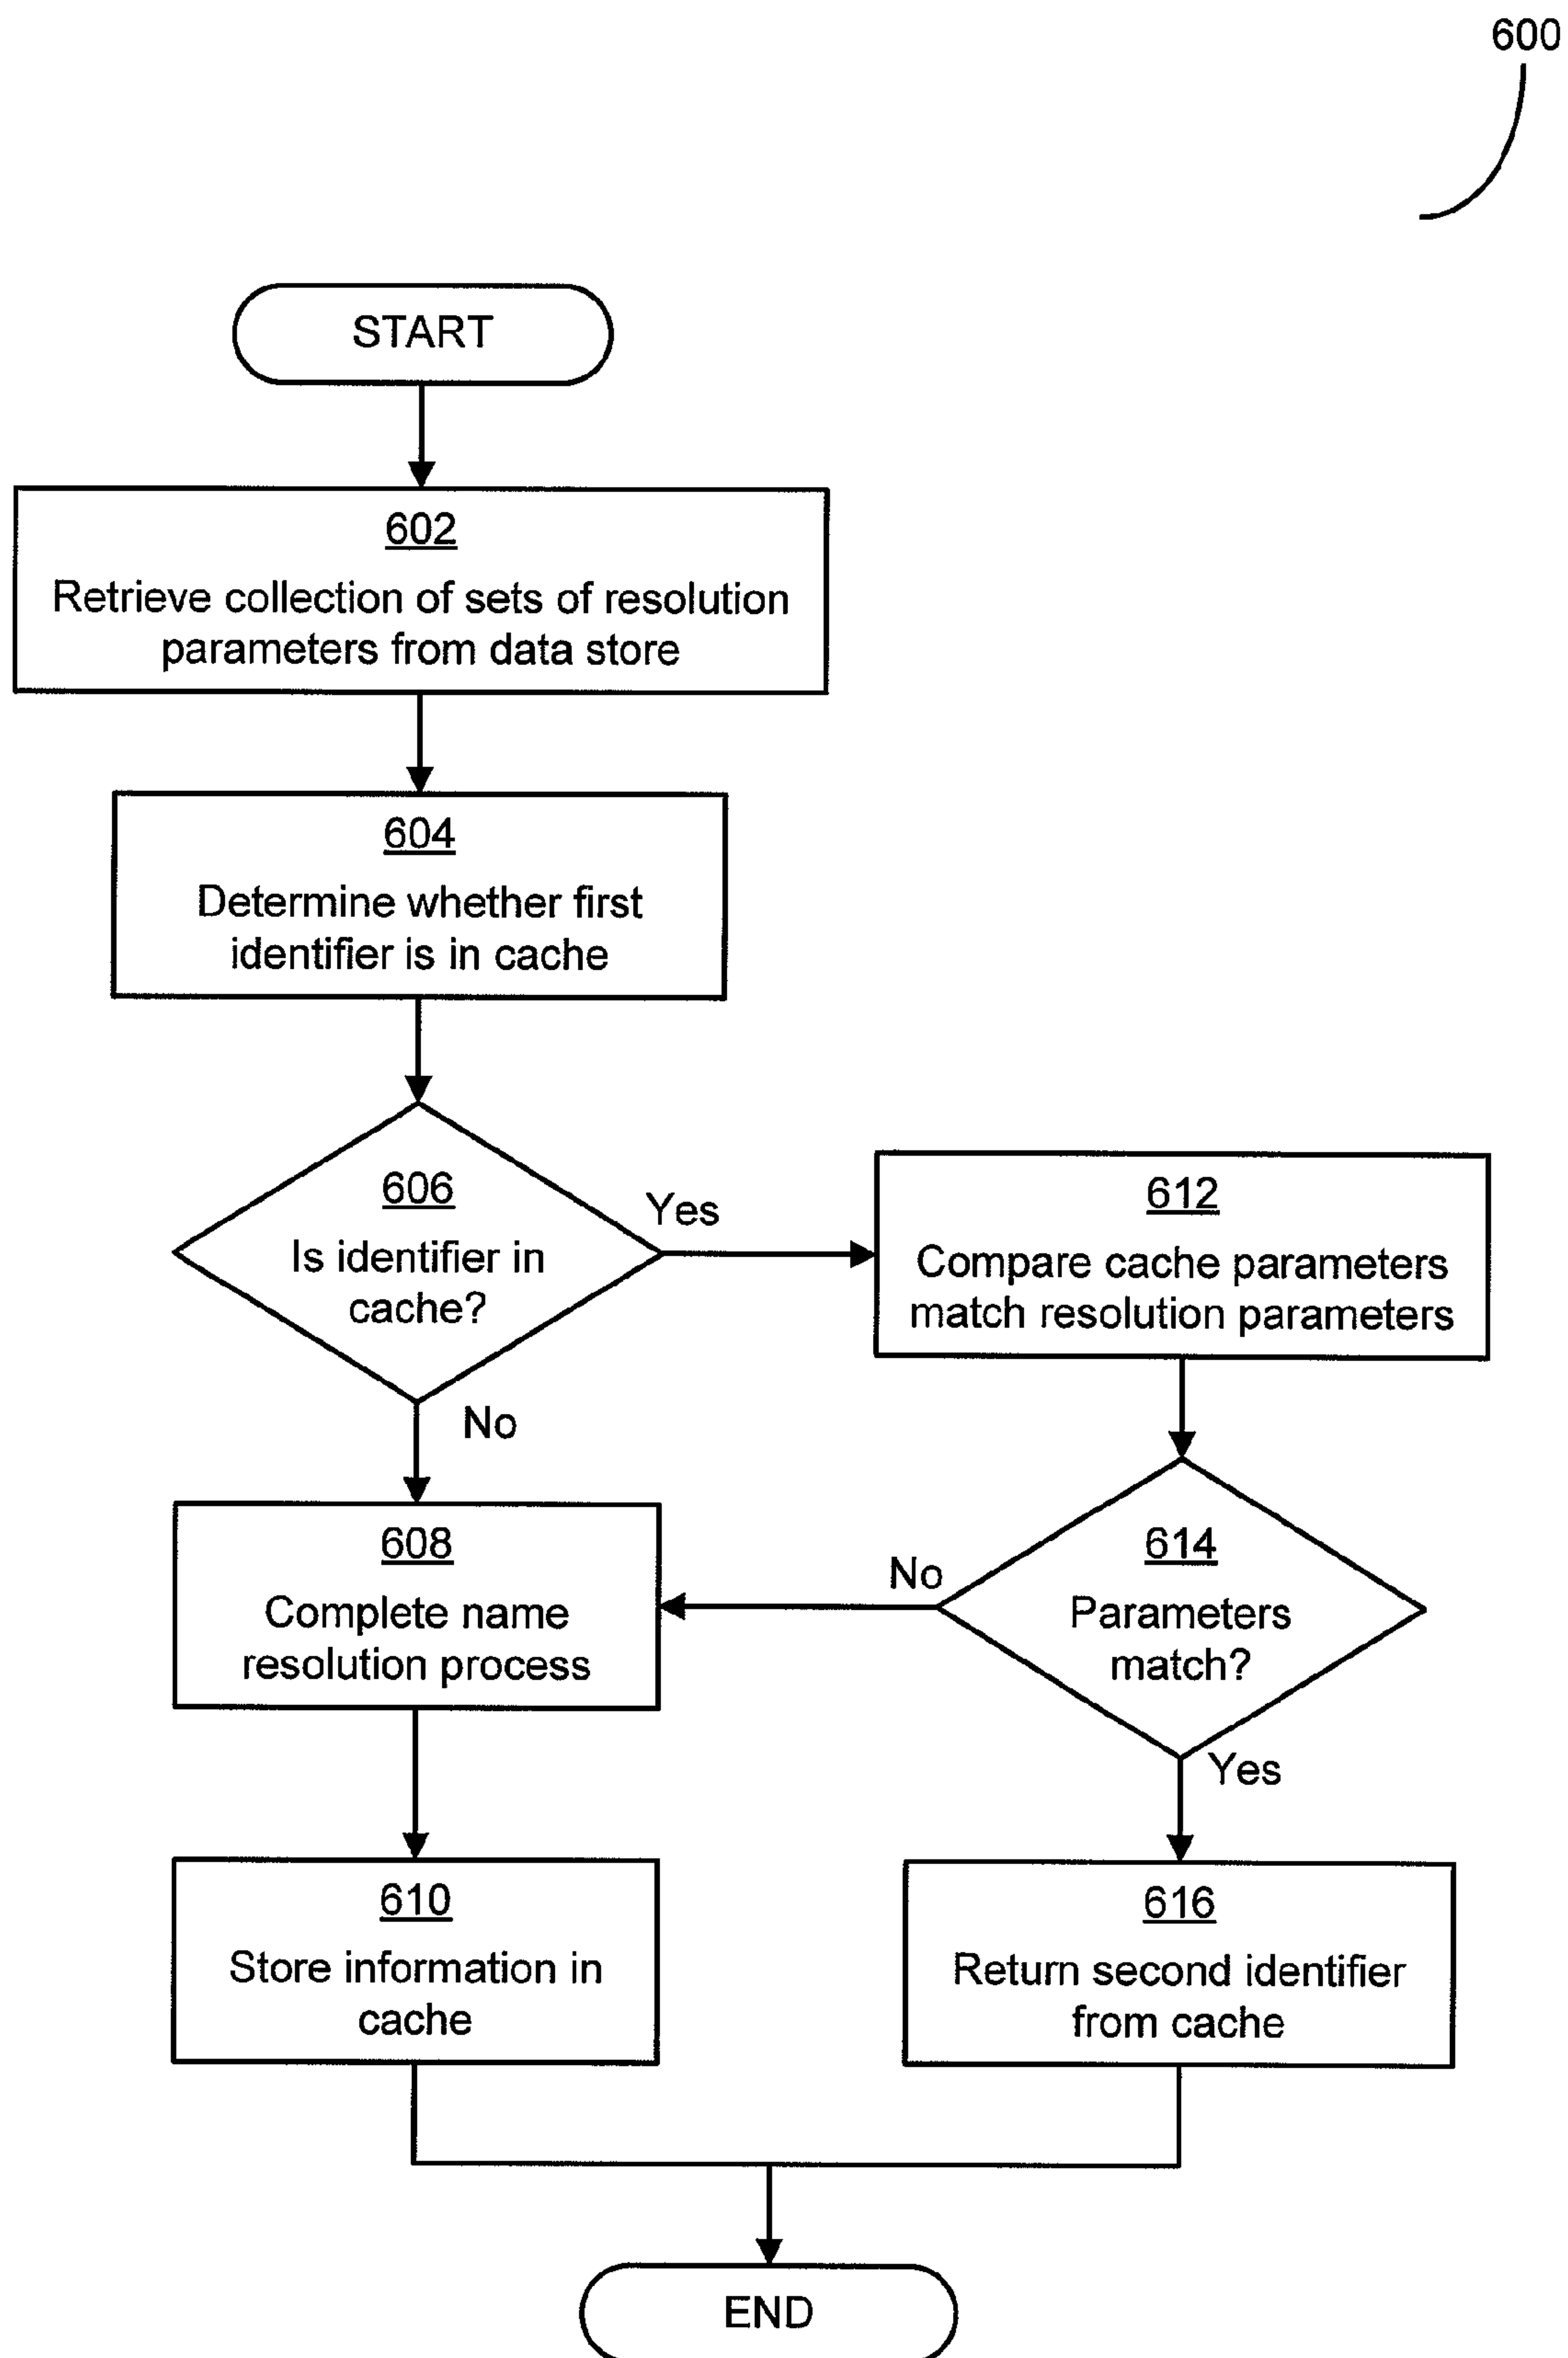 600
START
602
Retrieve collection of sets of resolution
parameters from data store
604
Determine whether first
identifier is in cache
606
Is identifier in
cache?
Yes
No
612
Compare cache parameters
match resolution parameters
614
Parameters
match?
No
Yes
608
Complete name
resolution process
610
Store information in
cache
616
Return second identifier
from cache
END